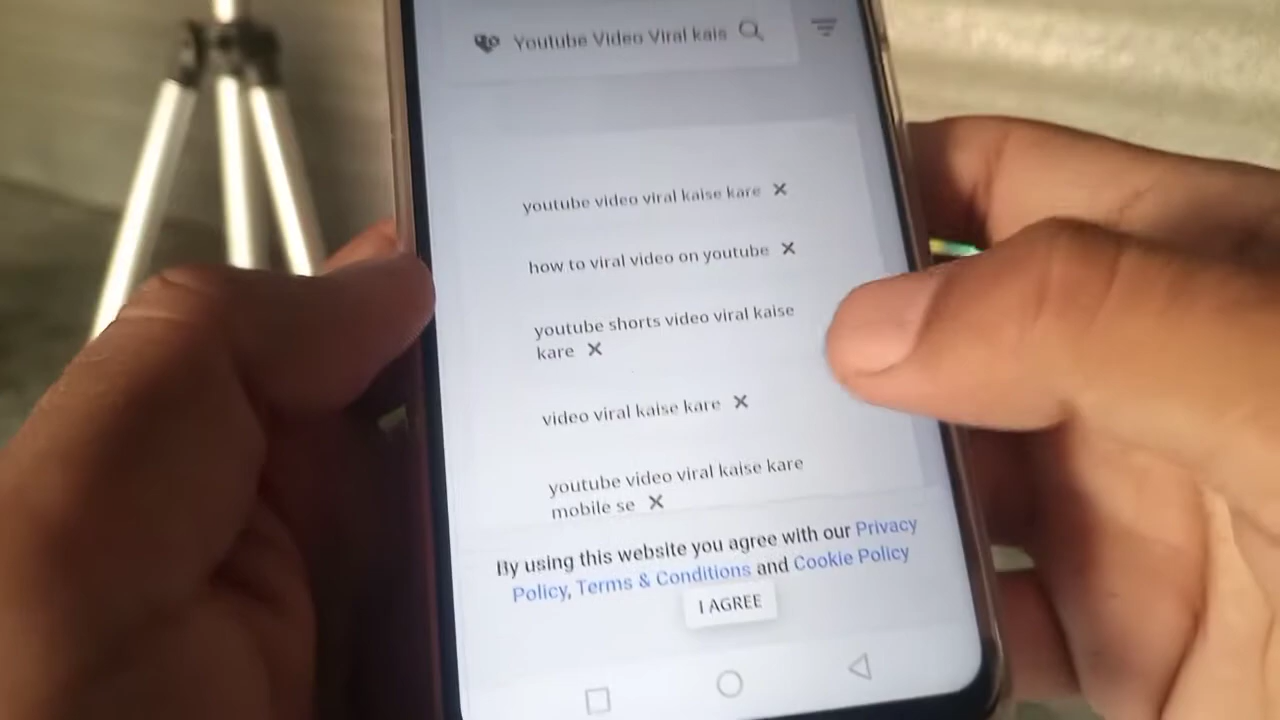 Youtube Video Viral kais
youtube video viral kaise kare ✕
how to viral video on youtube ✕
youtube shorts video viral kaise
kare ✕
video viral kaise kare ✕
youtube video viral kaise kare
mobile se ✕
By using this website you agree with our Privacy
Policy, Terms & Conditions and Cookie Policy
I AGREE